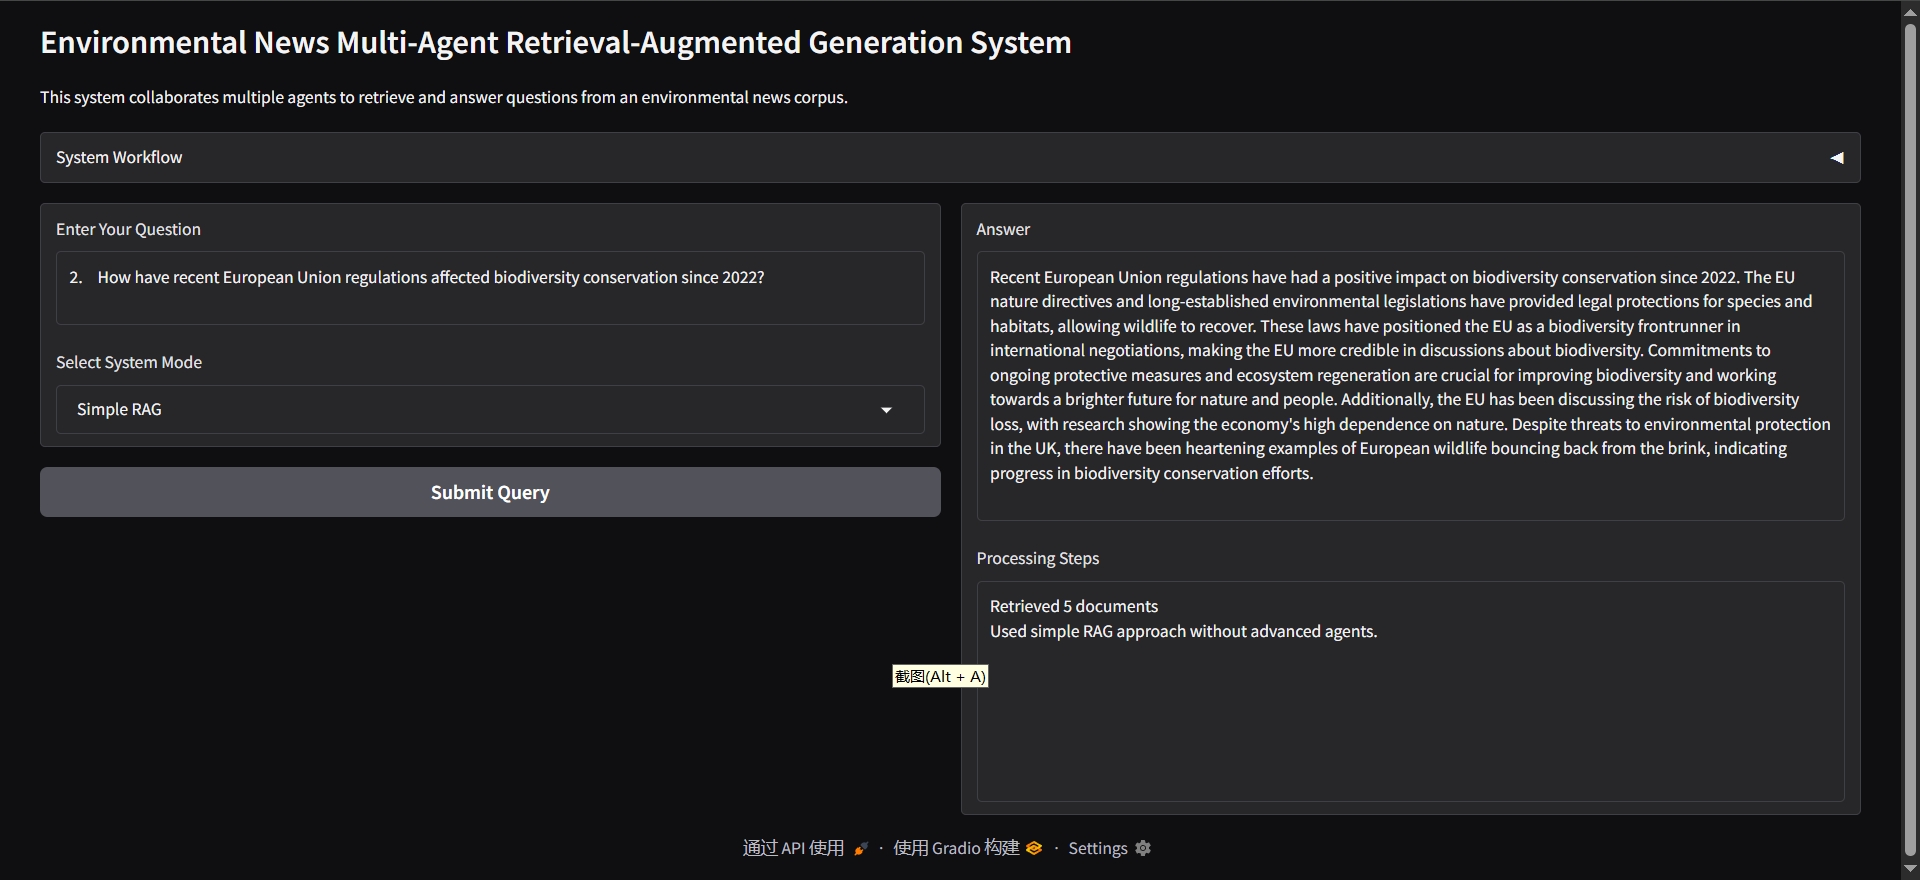 Environmental News Multi-Agent Retrieval-Augmented Generation System
This system collaborates multiple agents to retrieve and answer questions from an environmental news corpus.
System Workflow
Enter Your Question
2. How have recent European Union regulations affected biodiversity conservation since 2022?
Select System Mode
Simple RAG
Submit Query
Answer
Recent European Union regulations have had a positive impact on biodiversity conservation since 2022. The EU
nature directives and long-established environmental legislations have provided legal protections for species and
habitats, allowing wildlife to recover. These laws have positioned the EU as a biodiversity frontrunner in
international negotiations, making the EU more credible in discussions about biodiversity. Commitments to
ongoing protective measures and ecosystem regeneration are crucial for improving biodiversity and working
towards a brighter future for nature and people. Additionally, the EU has been discussing the risk of biodiversity
loss, with research showing the economy's high dependence on nature. Despite threats to environmental protection
in the UK, there have been heartening examples of European wildlife bouncing back from the brink, indicating
progress in biodiversity conservation efforts.
Processing Steps
Retrieved 5 documents
Used simple RAG approach without advanced agents.
截图(Alt + A)
通过 API 使用 · 使用 Gradio 构建 · Settings